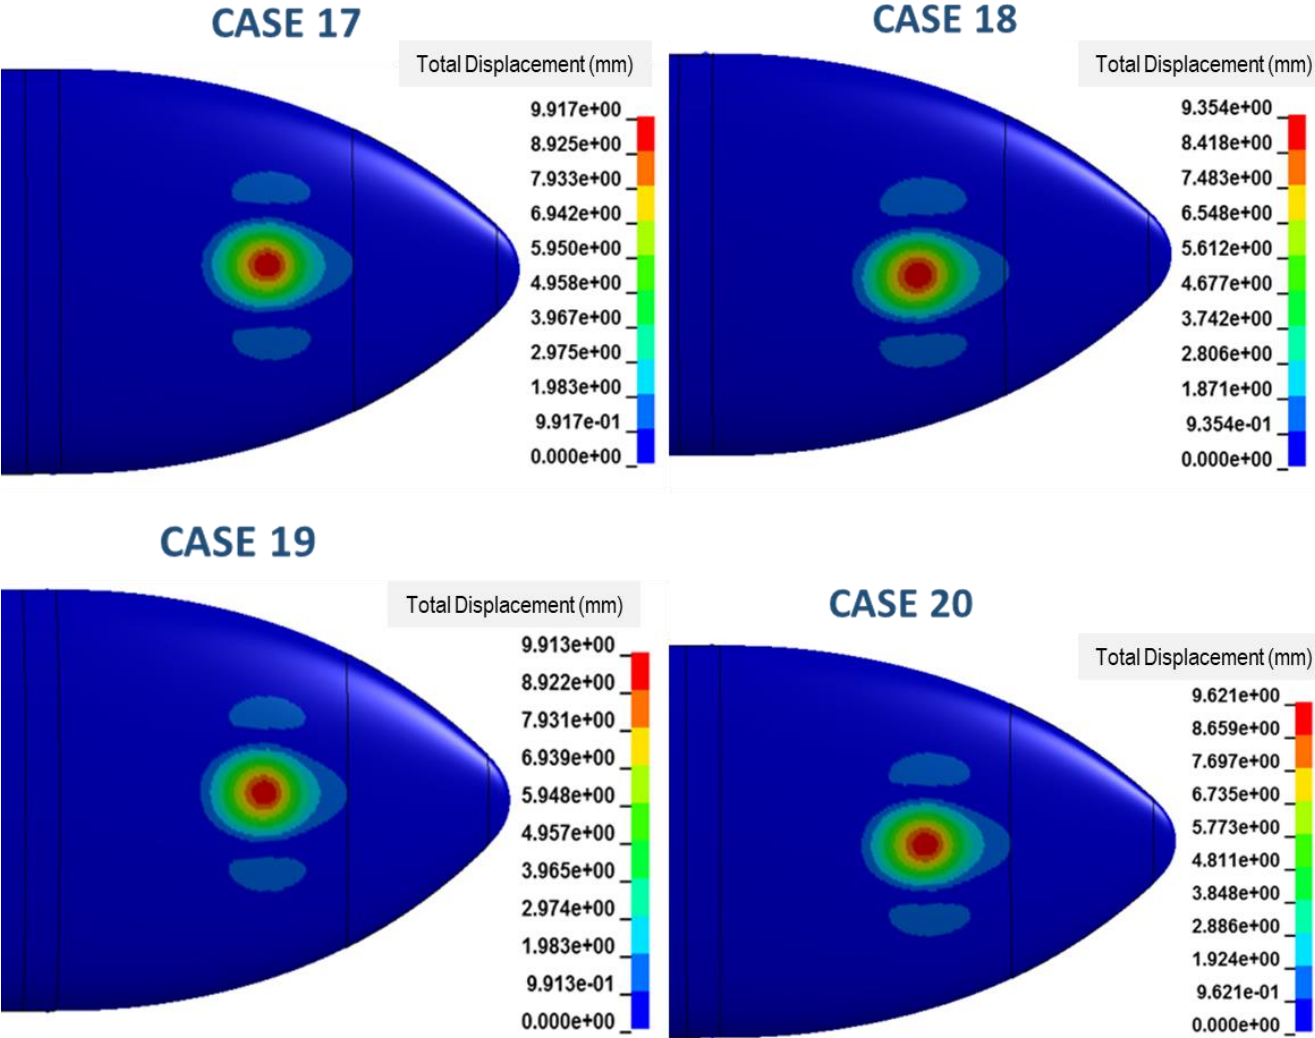 CASE 17
Total Displacement (mm)
9.917e+00
8.925e+00
7.933e+00
6.942e+00
5.950e+00
4.958e+00
3.967e+00
2.975e+00
1.983e+00
9.917e-01
0.000e+00
CASE 18
Total Displacement (mm)
9.354e+00
8.418e+00
7.483e+00
6.548e+00
5.612e+00
4.677e+00
3.742e+00
2.806e+00
1.871e+00
9.354e-01
0.000e+00
CASE 19
Total Displacement (mm)
9.913e+00
8.922e+00
7.931e+00
6.939e+00
5.948e+00
4.957e+00
3.965e+00
2.974e+00
1.983e+00
9.913e-01
0.000e+00
CASE 20
Total Displacement (mm)
9.621e+00
8.659e+00
7.697e+00
6.735e+00
5.773e+00
4.811e+00
3.848e+00
2.886e+00
1.924e+00
9.621e-01
0.000e+00